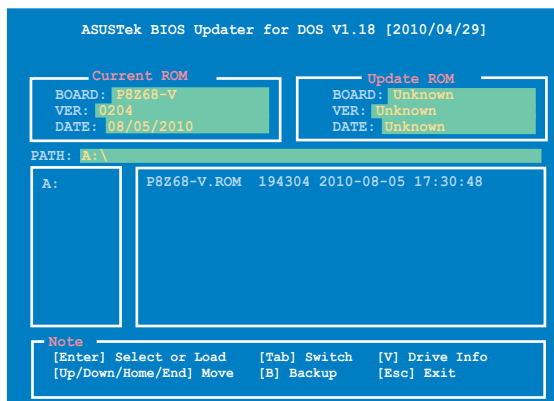 ASUSTek BIOS Updater for DOS V1.18 [2010/04/29]
Current ROM
BOARD: P8Z68-V
VER: 0204
DATE: 08/05/2010
Update ROM
BOARD: Unknown
VER: Unknown
DATE: Unknown
PATH: A:\
A:
P8Z68-V.ROM 194304 2010-08-05 17:30:48
Note
[Enter] Select or Load [Tab] Switch [V] Drive Info
[Up/Down/Home/End] Move [B] Backup [Esc] Exit